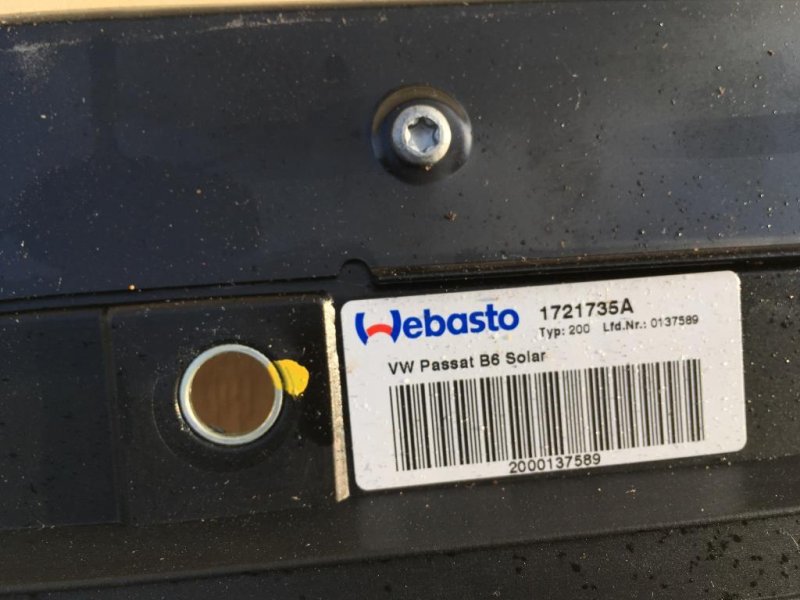 Webasto 1721735A
Typ: 200 Lfd.Nr.: 0137589
VW Passat B6 Solar
2000137589